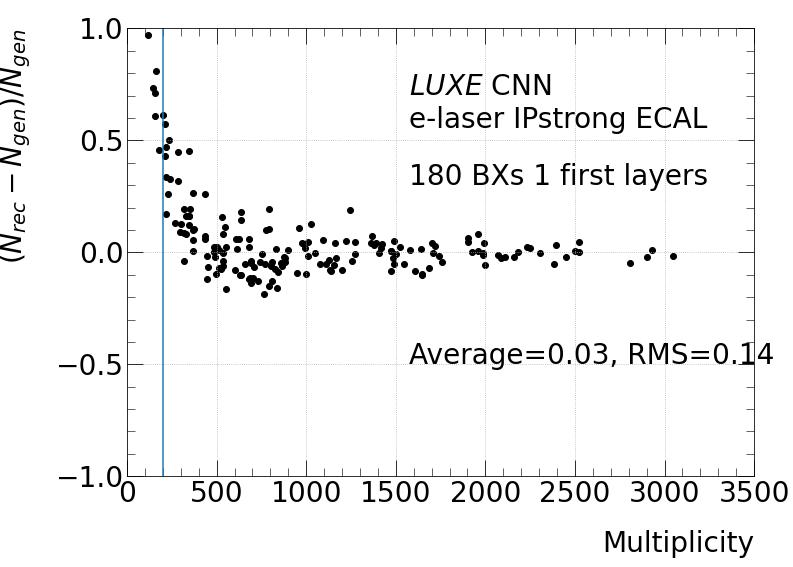 1.0
0.5
0.0
−0.5
−1.0
(N_rec − N_gen)/N_gen
LUXE CNN
e-laser IPstrong ECAL
180 BXs 1 first layers
Average=0.03, RMS=0.14
0 500 1000 1500 2000 2500 3000 3500
Multiplicity